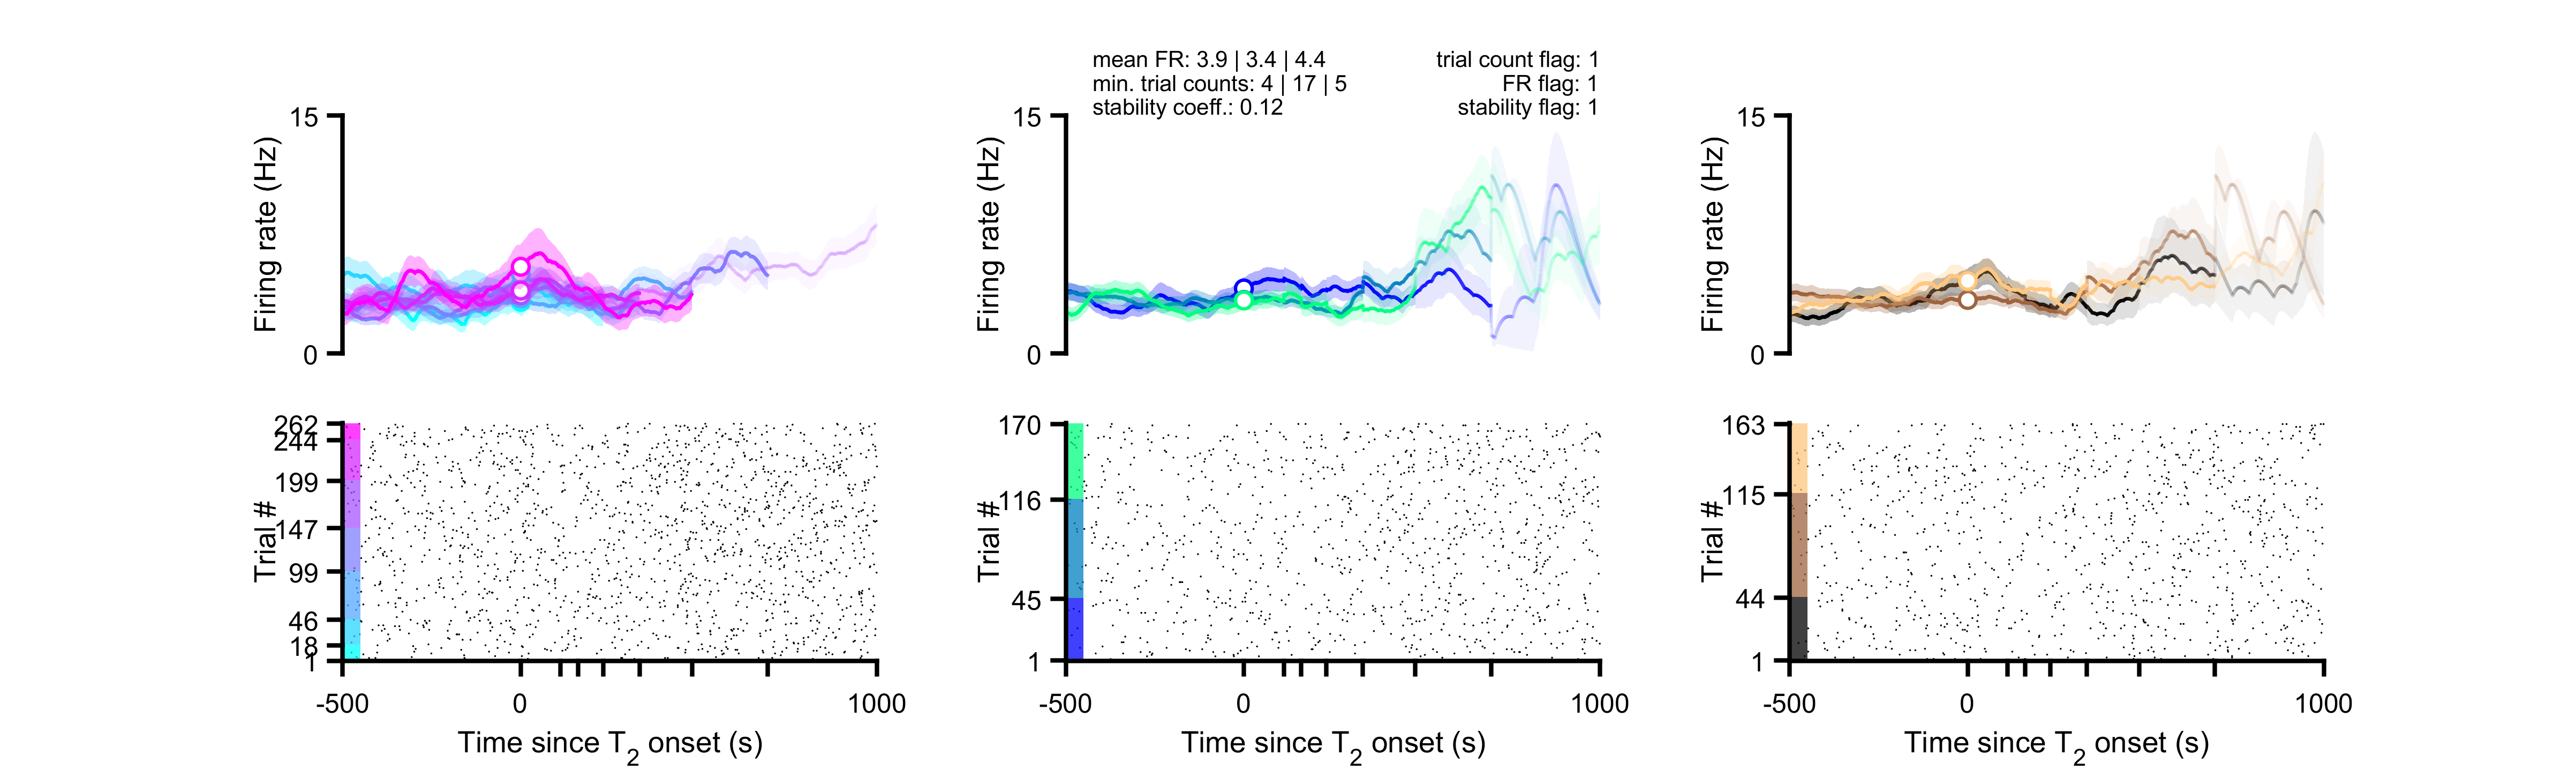 mean FR: 3.9 | 3.4 | 4.4
min. trial counts: 4 | 17 | 5
stability coeff.: 0.12
trial count flag: 1
FR flag: 1
stability flag: 1
15
0
Firing rate (Hz)
15
0
Firing rate (Hz)
15
0
Firing rate (Hz)
262
244
199
147
99
46
18
1
Trial #
-500
0
1000
Time since T2 onset (s)
170
116
45
1
Trial #
-500
0
1000
Time since T2 onset (s)
163
115
44
1
Trial #
-500
0
1000
Time since T2 onset (s)